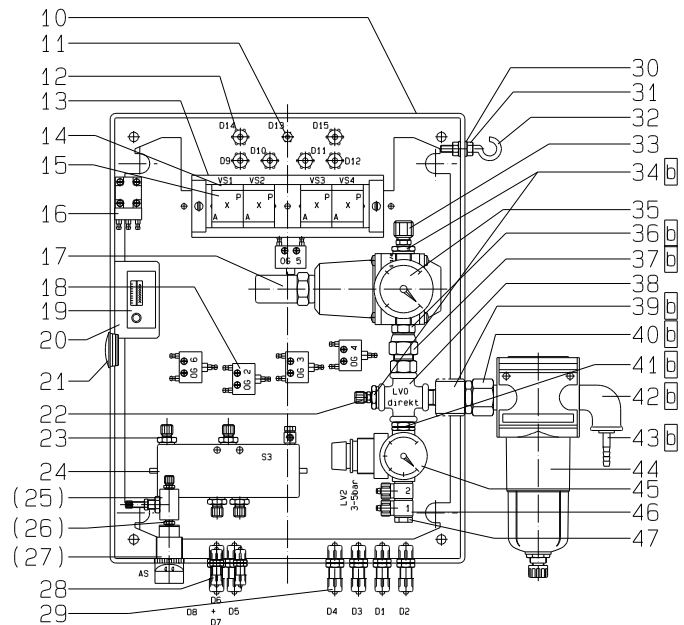 10
11
12
13
14
15
16
17
18
19
20
21
22
23
24
(25)
(26)
(27)
28
29
30
31
32
33
34 b
35
36 b
37 b
38
39 b
40 b
41 b
42 b
43 b
44
45
46
47
D14 D13 D15
D9 D10 D11 D12
VS1 VS2 VS3 VS4
P P P P
X X X X
A A A A
OG 5
OG 6
OG 2
OG 3
OG 4
LVO
direkt
S3
LV2
3-5bar
2
1
AS
D8
D6
+
D7
D5
D4 D3 D1 D2